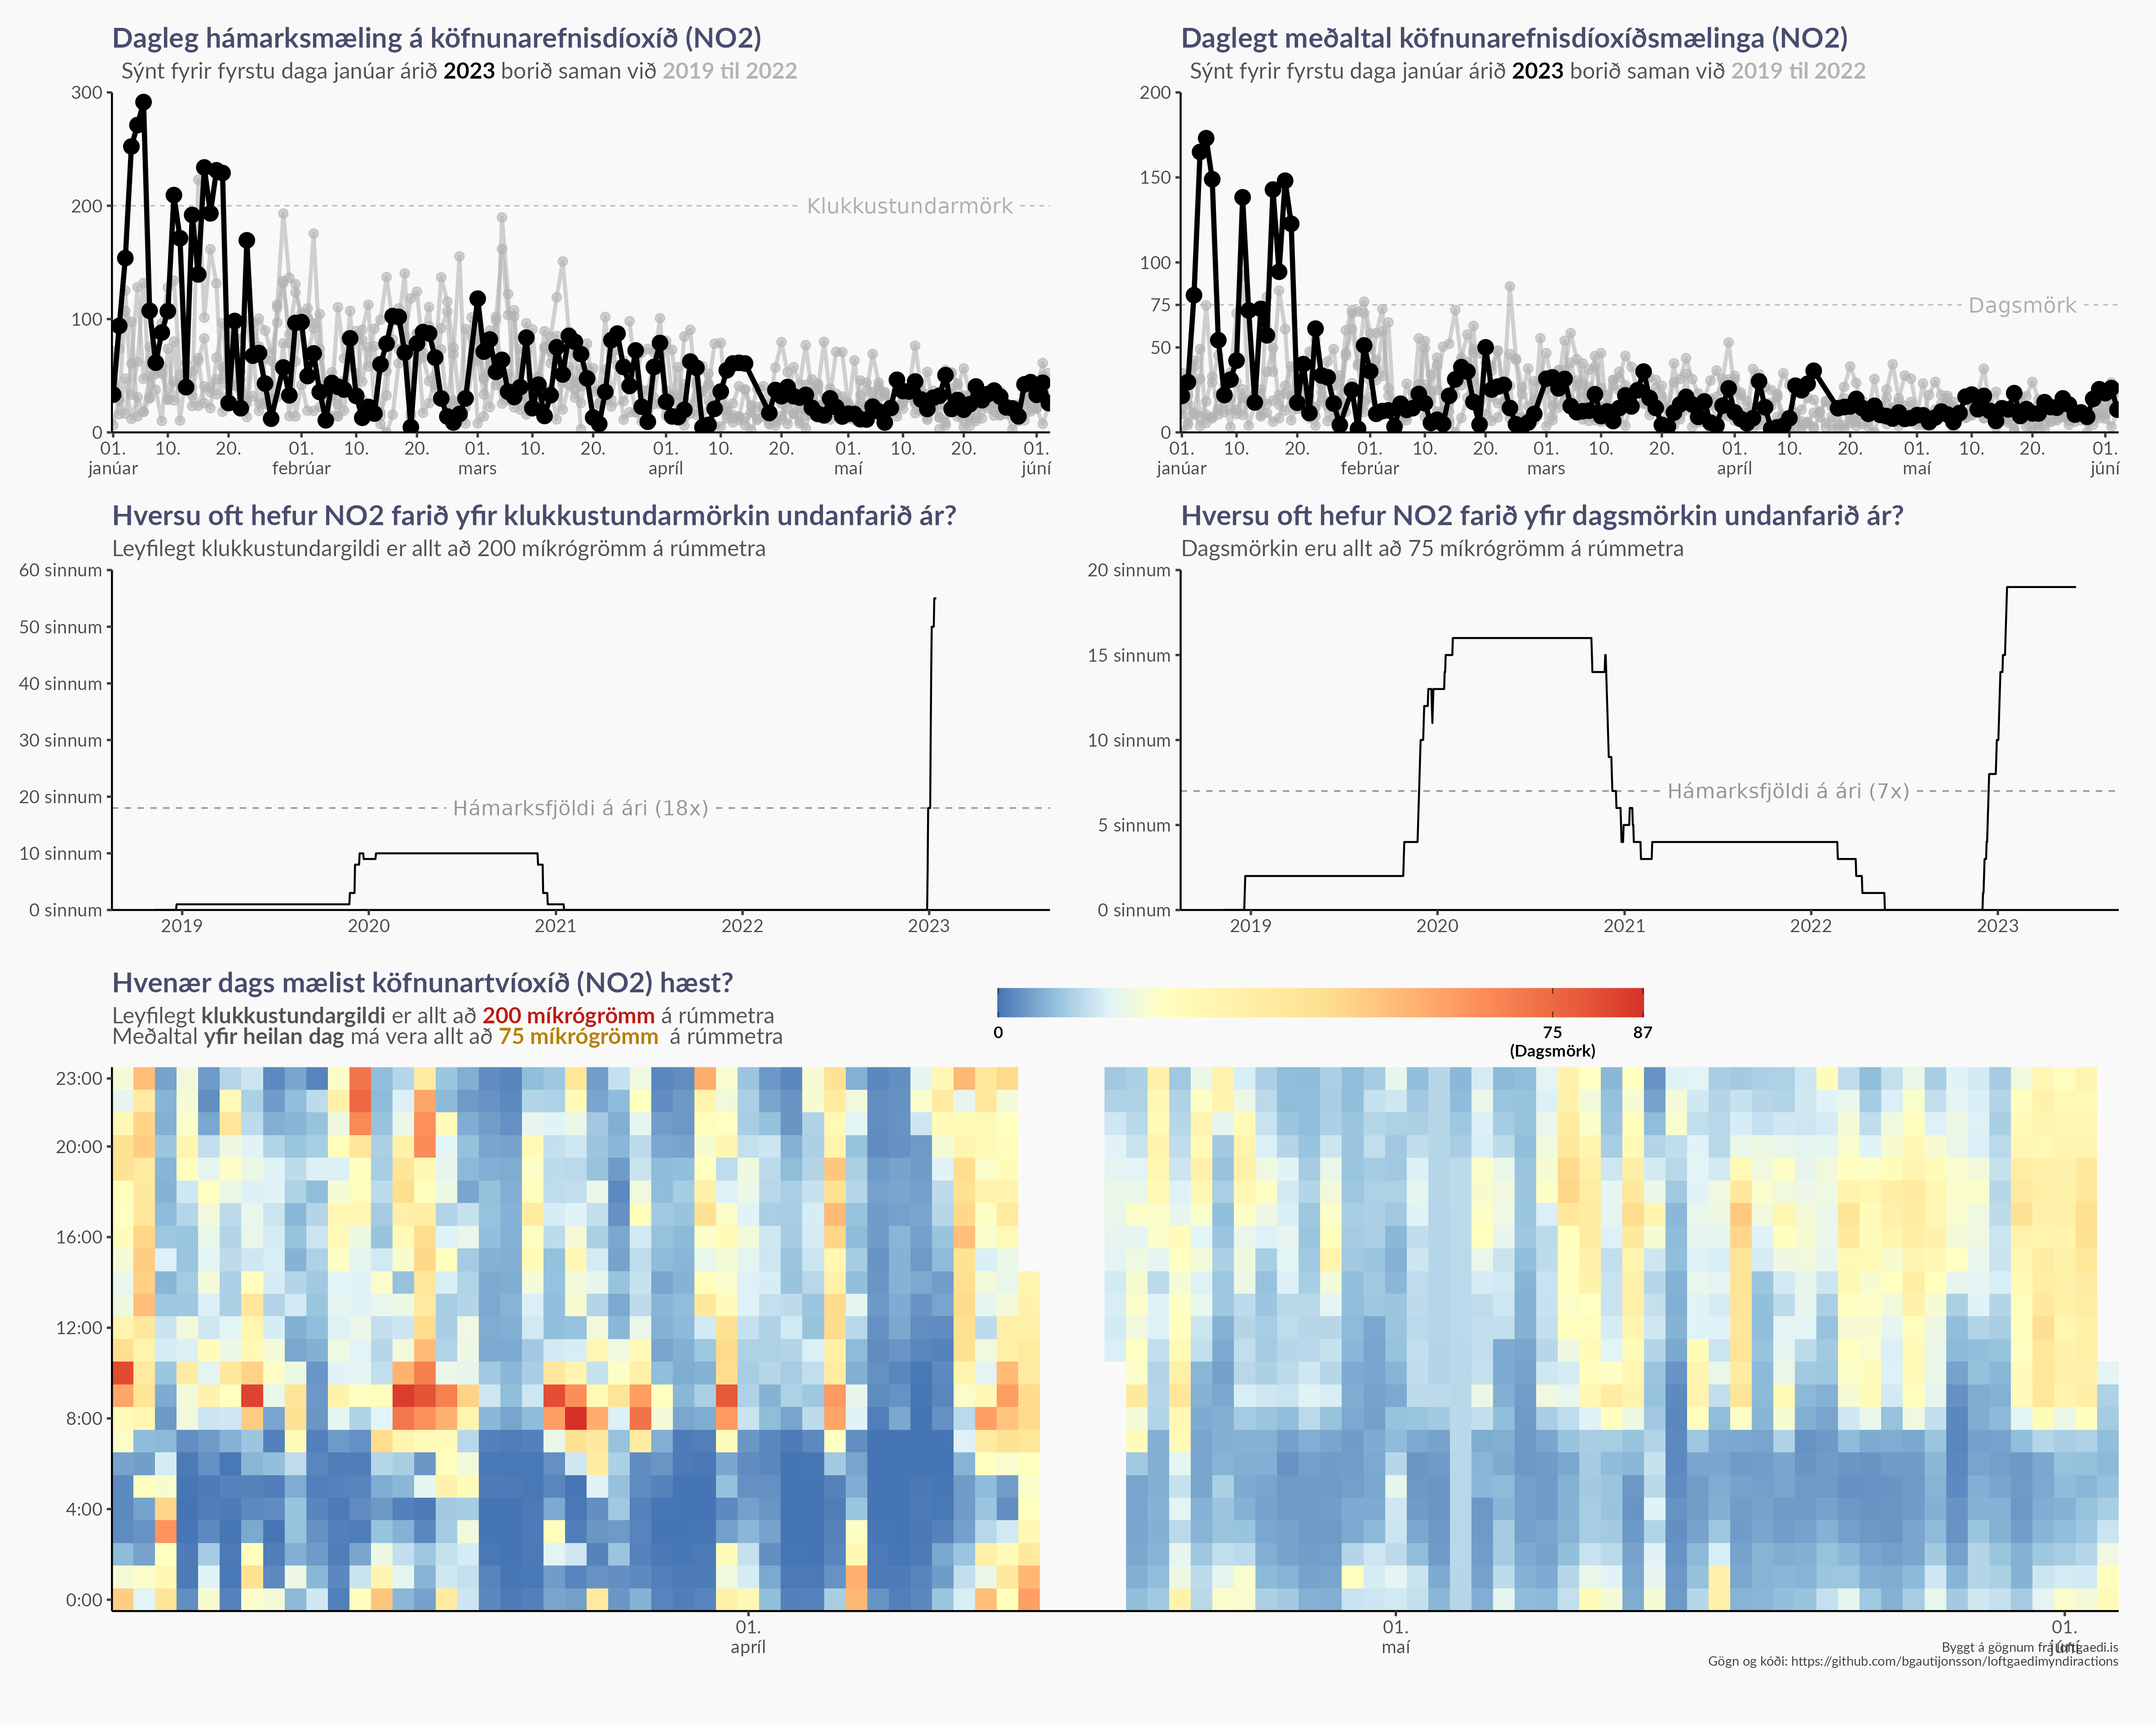 Dagleg hámarksmæling á köfnunarefnisdíoxíð (NO2)
Sýnt fyrir fyrstu daga janúar árið 2023 borið saman við 2019 til 2022
300
200
100
0
Klukkustundarmörk
01. 10. 20. 01. 10. 20. 01. 10. 20. 01. 10. 20. 01. 10. 20. 01.
janúar febrúar mars apríl maí júní
Daglegt meðaltal köfnunarefnisdíoxíðsmælinga (NO2)
Sýnt fyrir fyrstu daga janúar árið 2023 borið saman við 2019 til 2022
200
150
100
75
50
0
Dagsmörk
01. 10. 20. 01. 10. 20. 01. 10. 20. 01. 10. 20. 01. 10. 20. 01.
janúar febrúar mars apríl maí júní
Hversu oft hefur NO2 farið yfir klukkustundarmörkin undanfarið ár?
Leyfilegt klukkustundargildi er allt að 200 míkrógrömm á rúmmetra
60 sinnum
50 sinnum
40 sinnum
30 sinnum
20 sinnum
10 sinnum
0 sinnum
Hámarksfjöldi á ári (18x)
2019 2020 2021 2022 2023
Hversu oft hefur NO2 farið yfir dagsmörkin undanfarið ár?
Dagsmörkin eru allt að 75 míkrógrömm á rúmmetra
20 sinnum
15 sinnum
10 sinnum
5 sinnum
0 sinnum
Hámarksfjöldi á ári (7x)
2019 2020 2021 2022 2023
Hvenær dags mælist köfnunartvíoxíð (NO2) hæst?
Leyfilegt klukkustundargildi er allt að 200 míkrógrömm á rúmmetra
Meðaltal yfir heilan dag má vera allt að 75 míkrógrömm á rúmmetra
0 75 87
(Dagsmörk)
23:00
20:00
16:00
12:00
8:00
4:00
0:00
01. 01. 01.
apríl maí júní
Byggt á gögnum frá loftgaedi.is
Gögn og kóði: https://github.com/bgautijonsson/loftgaedimyndiractions